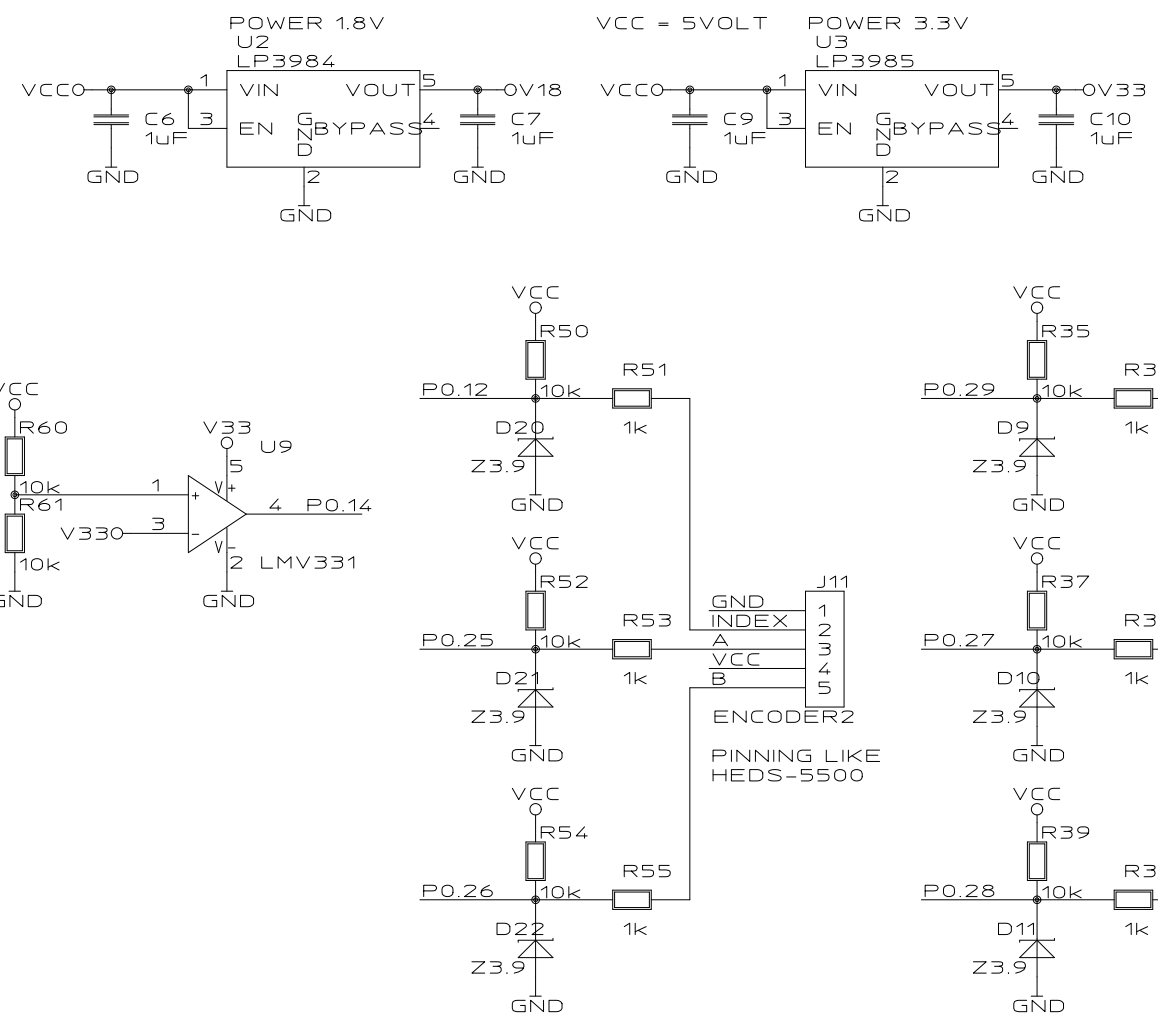 POWER 1.8V
U2
LP3984
VCC
1
VIN
VOUT
5
V18
C6
1uF
3
EN
GND
BYPASS
4
C7
1uF
GND
2
GND
GND
VCC = 5VOLT
POWER 3.3V
U3
LP3985
VCC
1
VIN
VOUT
5
V33
C9
1uF
3
EN
GND
BYPASS
4
C10
1uF
GND
2
GND
GND
VCC
R60
10k
R61
10k
GND
V33
U9
5
1
+
V+
4
P0.14
V33
3
-
V-
2
LMV331
GND
VCC
R50
P0.12
10k
R51
1k
D20
Z3.9
GND
VCC
R52
P0.25
10k
R53
1k
D21
Z3.9
GND
VCC
R54
P0.26
10k
R55
1k
D22
Z3.9
GND
J11
GND
1
INDEX
2
A
3
VCC
4
B
5
ENCODER2
PINNING LIKE
HEDS-5500
VCC
R35
P0.29
10k
R3
1k
D9
Z3.9
GND
VCC
R37
P0.27
10k
R3
1k
D10
Z3.9
GND
VCC
R39
P0.28
10k
R3
1k
D11
Z3.9
GND